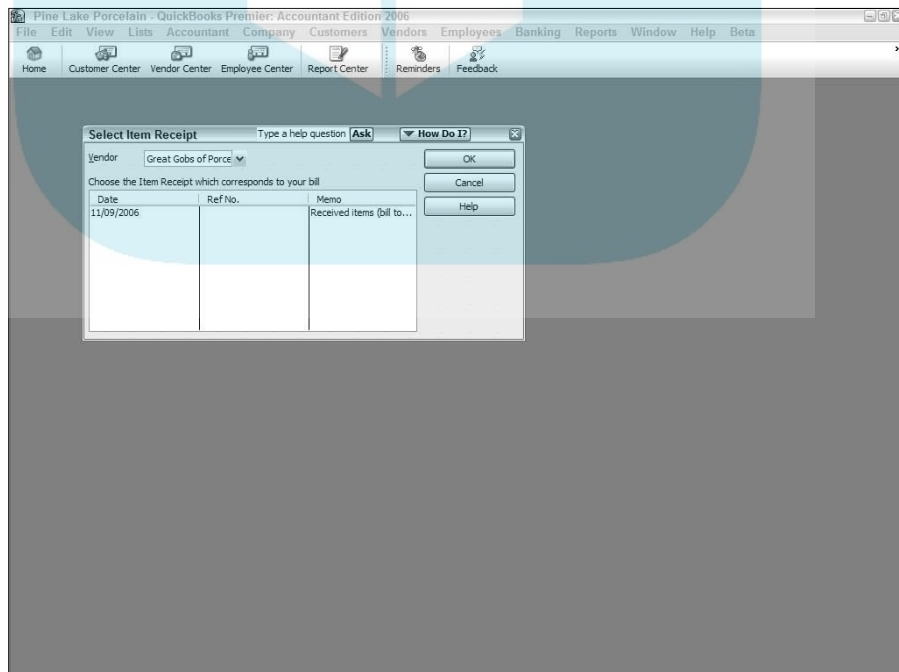 Pine Lake Porcelain - QuickBooks Premier: Accountant Edition 2006
File Edit View Lists Accountant Company Customers Vendors Employees Banking Reports Window Help Beta
Home Customer Center Vendor Center Employee Center Report Center Reminders Feedback
Select Item Receipt Type a help question Ask How Do I?
Vendor Great Gobs of Porce OK
Choose the Item Receipt which corresponds to your bill Cancel
Date Ref No. Memo Help
11/09/2006 Received items (bill to...